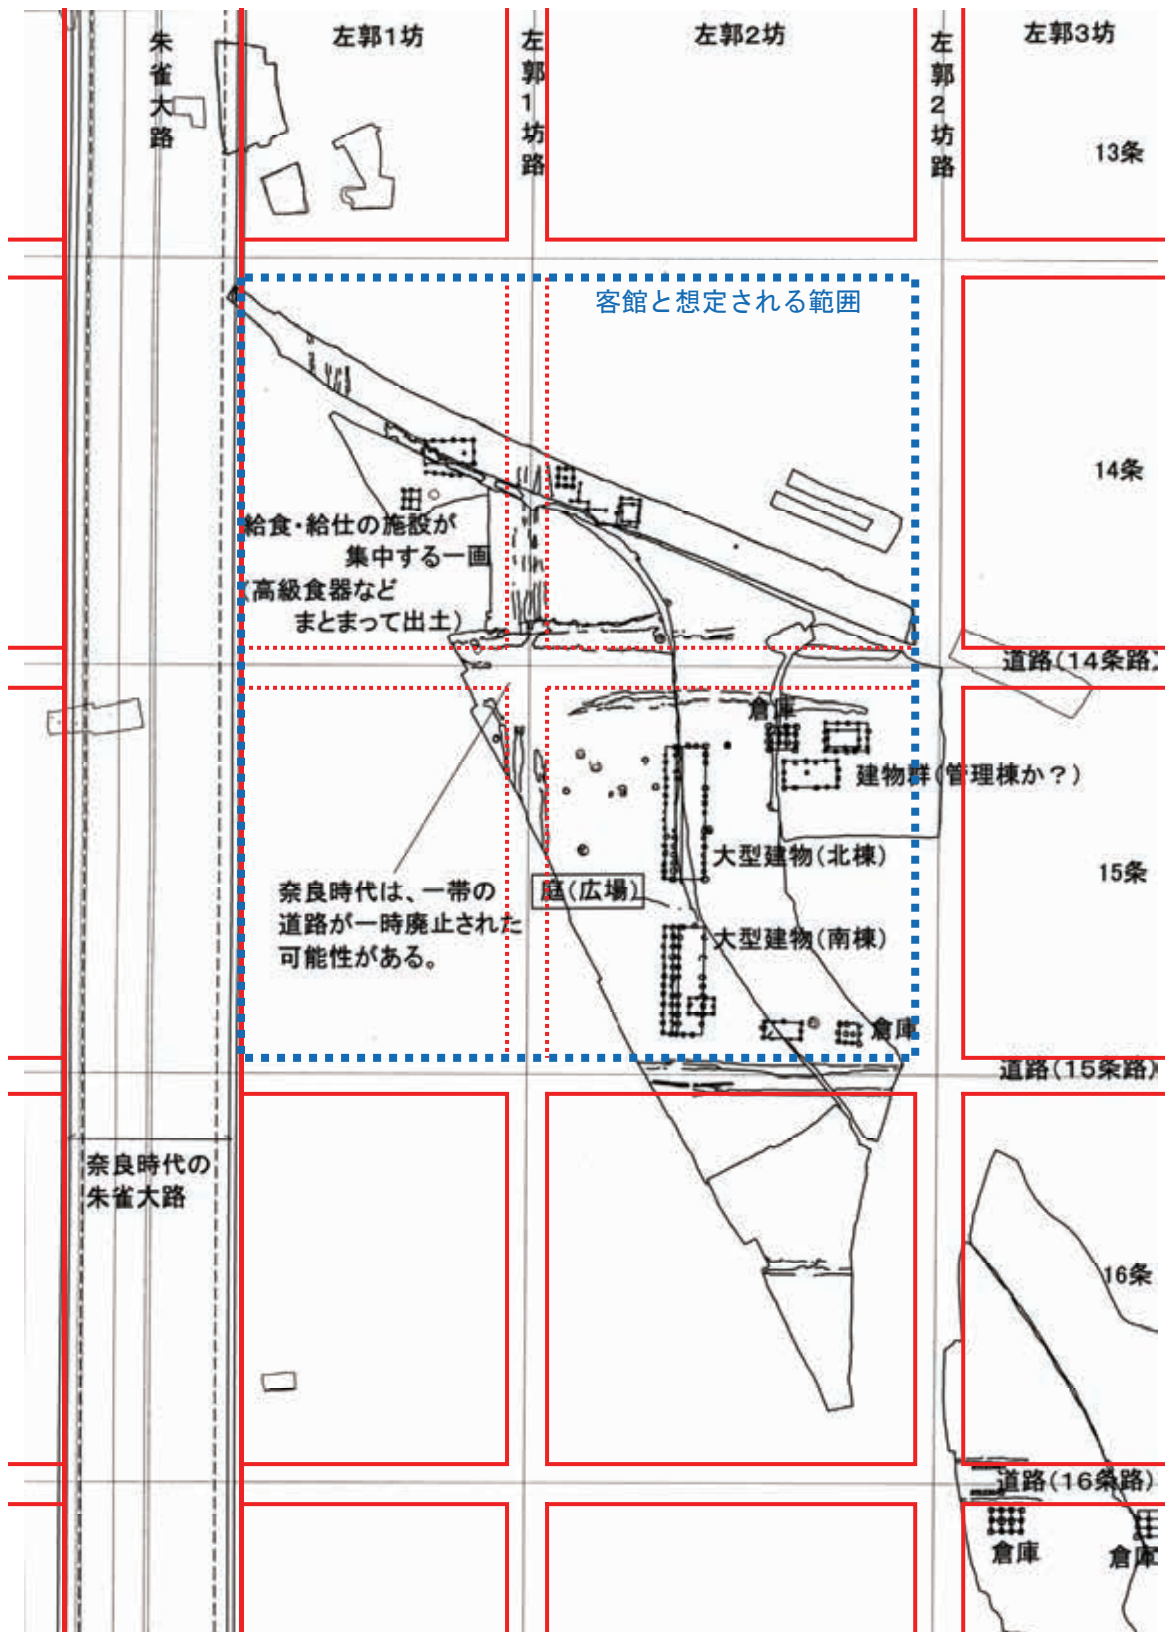 朱雀大路
左郭1坊
左郭1坊路
左郭2坊
左郭2坊路
左郭3坊
13条
客館と想定される範囲
14条
給食・給仕の施設が
集中する一画
(高級食器など
まとまって出土)
道路(14条路)
倉庫
建物群(管理棟か?)
大型建物(北棟)
15条
庭(広場)
奈良時代は、一帯の
道路が一時廃止された
可能性がある。
大型建物(南棟)
倉庫
道路(15条路)
奈良時代の
朱雀大路
16条
道路(16条路)
倉庫
倉庫